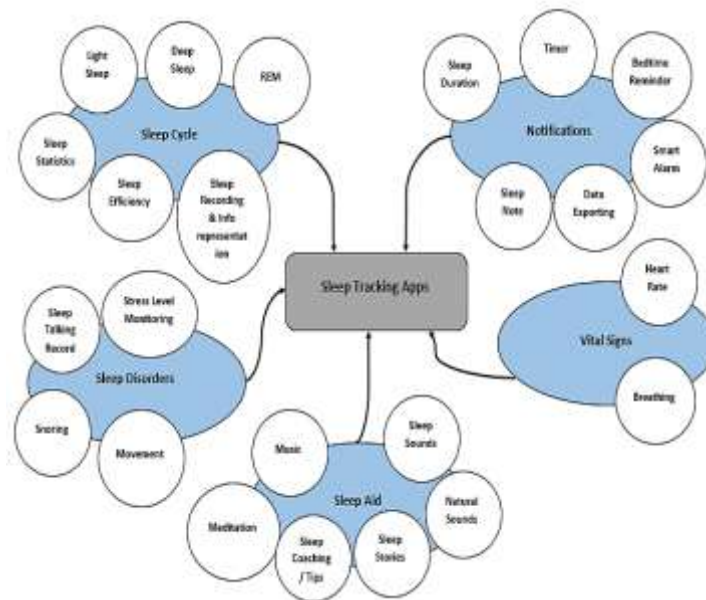 Light
Sleep
Deep
Sleep
REM
Sleep
Statistics
Sleep Cycle
Sleep
Efficiency
Sleep
Recording
& Info
representat
ion
Sleep
Duration
Timer
Bedtime
Reminder
Notifications
Smart
Alarm
Sleep
Note
Data
Exporting
Sleep Tracking Apps
Sleep
Talking
Record
Stress Level
Monitoring
Sleep Disorders
Snoring
Movement
Heart
Rate
Vital Signs
Breathing
Music
Sleep
Sounds
Sleep Aid
Meditation
Natural
Sounds
Sleep
Coaching
/ Tips
Sleep
Stories